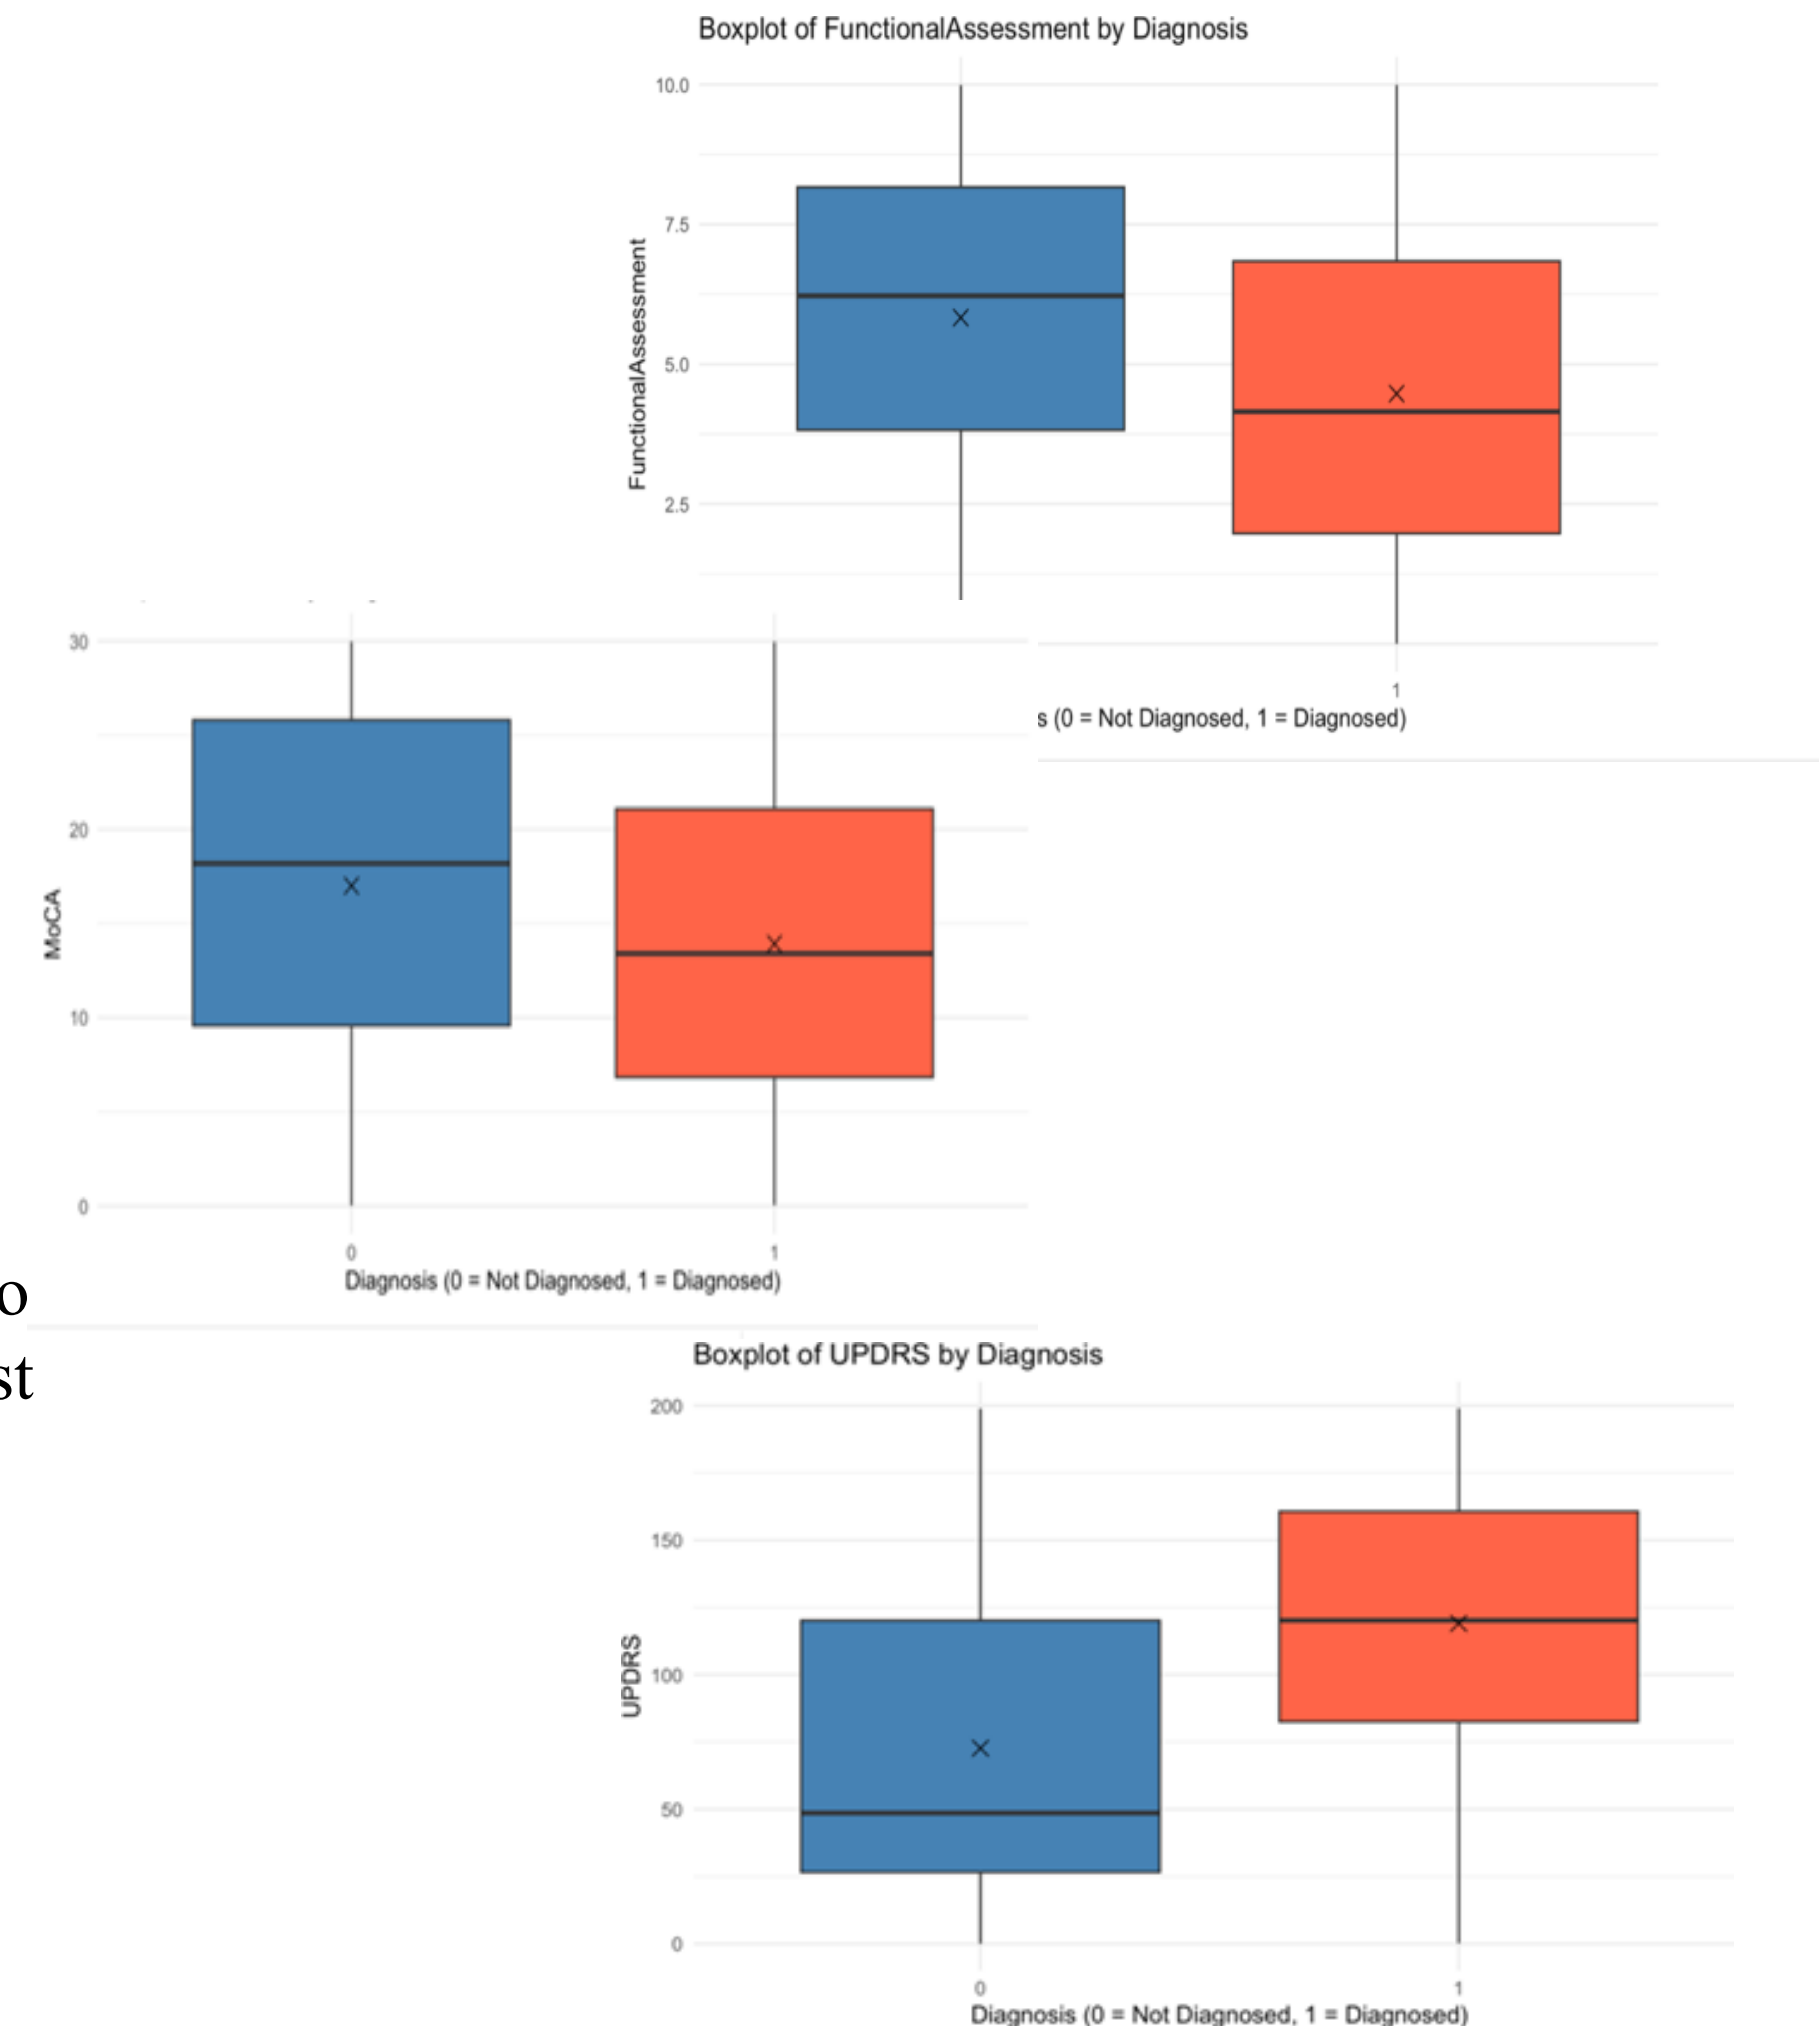 Boxplot of FunctionalAssessment by Diagnosis
10.0
7.5
5.0
2.5
FunctionalAssessment
1
s (0 = Not Diagnosed, 1 = Diagnosed)
30
20
10
0
MoCA
0
1
Diagnosis (0 = Not Diagnosed, 1 = Diagnosed)
o
st
Boxplot of UPDRS by Diagnosis
200
150
100
50
0
UPDRS
0
1
Diagnosis (0 = Not Diagnosed, 1 = Diagnosed)